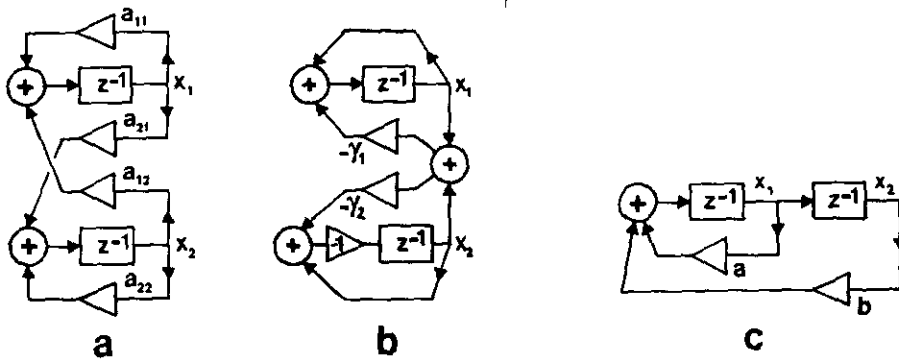 a₁₁
+
z⁻¹
x₁
a₂₁
a₁₂
+
z⁻¹
x₂
a₂₂
a
+
z⁻¹
x₁
-γ₁
+
-γ₂
+
-1
z⁻¹
x₂
b
+
z⁻¹
x₁
z⁻¹
x₂
a
b
c